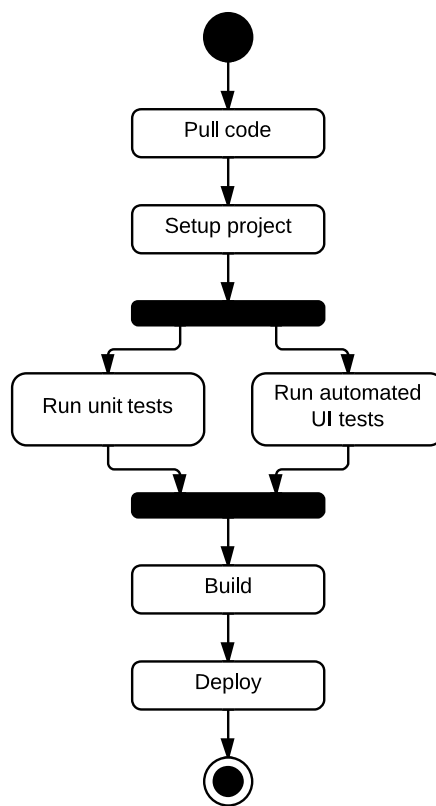 Pull code
Setup project
Run unit tests
Run automated
UI tests
Build
Deploy